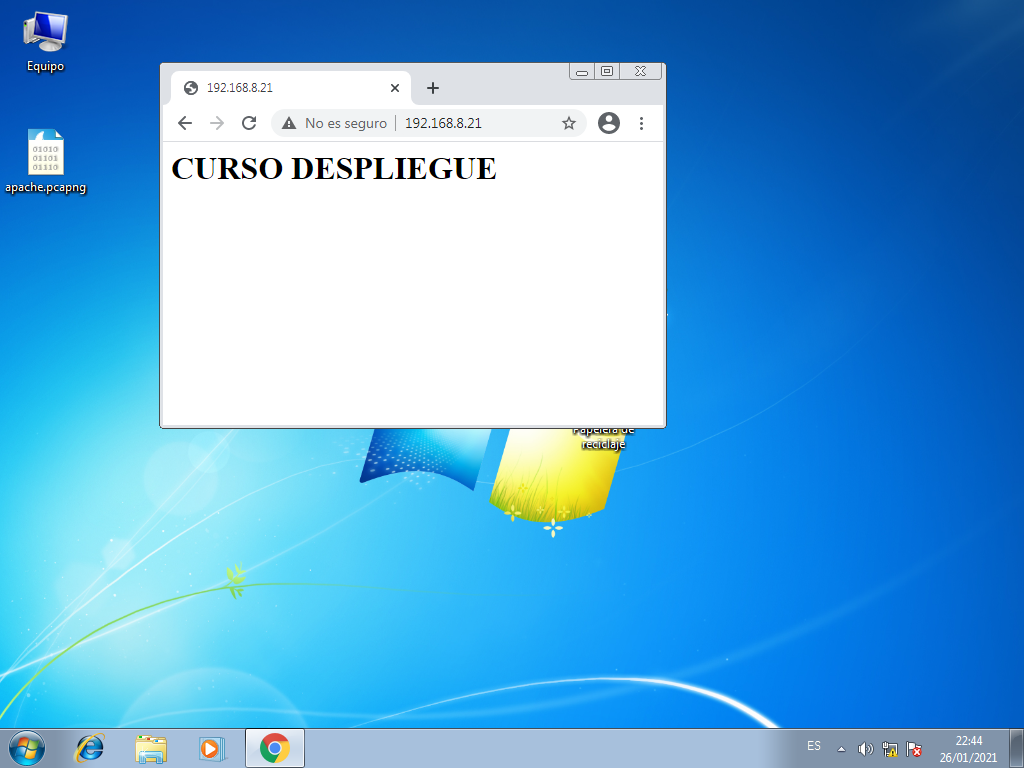 Equipo
apache.pcapng
192.168.8.21
No es seguro
192.168.8.21
CURSO DESPLIEGUE
Papelera de
reciclaje
ES
22:44
26/01/2021